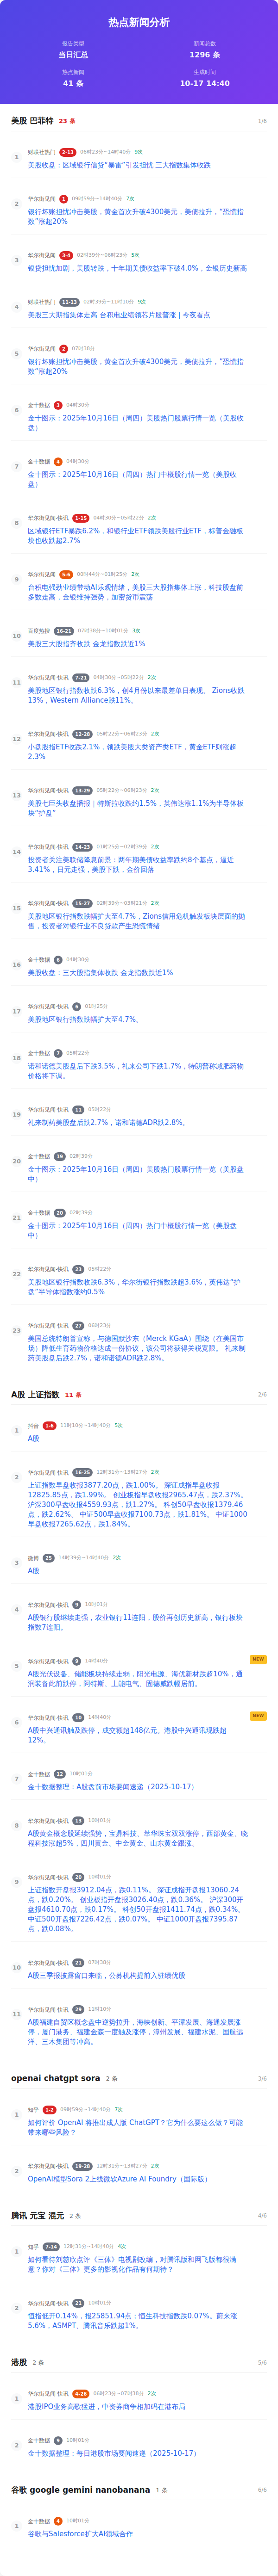 热点新闻分析
报告类型
当日汇总
新闻总数
1296 条
热点新闻
41 条
生成时间
10-17 14:40
美股 巴菲特 23 条 1/6
1
财联社热门 2-13 06时23分~14时40分 9次
美股收盘：区域银行信贷“暴雷”引发担忧 三大指数集体收跌
2
华尔街见闻 1 09时59分~14时40分 7次
银行坏账担忧冲击美股，黄金首次升破4300美元，美债拉升，“恐慌指
数”涨超20%
3
华尔街见闻 3-4 02时39分~06时23分 5次
银贷担忧加剧，美股转跌，十年期美债收益率下破4.0%，金银历史新高
4
财联社热门 11-13 02时39分~11时10分 9次
美股三大期指集体走高 台积电业绩领芯片股普涨 | 今夜看点
5
华尔街见闻 2 07时38分
银行坏账担忧冲击美股，黄金首次升破4300美元，美债拉升，“恐慌指
数”涨超20%
6
金十数据 3 04时30分
金十图示：2025年10月16日（周四）美股热门股票行情一览（美股收
盘）
7
金十数据 4 04时30分
金十图示：2025年10月16日（周四）热门中概股行情一览（美股收
盘）
8
华尔街见闻-快讯 1-15 04时30分~05时22分 2次
区域银行ETF暴跌6.2%，和银行业ETF领跌美股行业ETF，标普金融板
块也收跌超2.7%
9
华尔街见闻 5-6 00时44分~01时25分 2次
台积电强劲业绩带动AI乐观情绪，美股三大股指集体上涨，科技股盘前
多数走高，金银维持强势，加密货币震荡
10
百度热搜 16-21 07时38分~10时01分 3次
美股三大股指齐收跌 金龙指数跌近1%
11
华尔街见闻-快讯 7-21 04时30分~05时22分 2次
美股地区银行指数收跌6.3%，创4月份以来最差单日表现。 Zions收跌
13%，Western Alliance跌11%。
12
华尔街见闻-快讯 12-28 05时22分~06时23分 2次
小盘股指ETF收跌2.1%，领跌美股大类资产类ETF，黄金ETF则涨超
2.3%
13
华尔街见闻-快讯 13-29 05时22分~06时23分 2次
美股七巨头收盘播报｜特斯拉收跌约1.5%，英伟达涨1.1%为半导体板
块“护盘”
14
华尔街见闻-快讯 14-23 01时25分~02时39分 2次
投资者关注美联储降息前景：两年期美债收益率跌约8个基点，逼近
3.41%，日元走强，美股下跌，金价回落
15
华尔街见闻-快讯 15-27 02时39分~03时21分 2次
美股地区银行指数跌幅扩大至4.7%，Zions信用危机触发板块层面的抛
售，投资者对银行业不良贷款产生恐慌情绪
16
金十数据 6 04时30分
美股收盘：三大股指集体收跌 金龙指数跌近1%
17
华尔街见闻-快讯 6 01时25分
美股地区银行指数跌幅扩大至4.7%。
18
金十数据 7 05时22分
诺和诺德美股盘后下跌3.5%，礼来公司下跌1.7%，特朗普称减肥药物
价格将下调。
19
华尔街见闻-快讯 11 05时22分
礼来制药美股盘后跌2.7%，诺和诺德ADR跌2.8%。
20
金十数据 19 02时39分
金十图示：2025年10月16日（周四）美股热门股票行情一览（美股盘
中）
21
金十数据 20 02时39分
金十图示：2025年10月16日（周四）热门中概股行情一览（美股盘
中）
22
华尔街见闻-快讯 23 05时22分
美股地区银行指数收跌6.3%，华尔街银行指数跌超3.6%，英伟达“护
盘”半导体指数涨约0.5%
23
华尔街见闻-快讯 27 06时23分
美国总统特朗普宣称，与德国默沙东（Merck KGaA）围绕（在美国市
场）降低生育药物价格达成一份协议，该公司将获得关税宽限。 礼来制
药美股盘后跌2.7%，诺和诺德ADR跌2.8%。
A股 上证指数 11 条 2/6
1
抖音 1-6 11时10分~14时40分 5次
A股
2
华尔街见闻-快讯 16-25 12时31分~13时27分 2次
上证指数早盘收报3877.20点，跌1.00%。 深证成指早盘收报
12825.85点，跌1.99%。 创业板指早盘收报2965.47点，跌2.37%。
沪深300早盘收报4559.93点，跌1.27%。 科创50早盘收报1379.46
点，跌2.62%。 中证500早盘收报7100.73点，跌1.81%。 中证1000
早盘收报7265.62点，跌1.84%。
3
微博 25 14时39分~14时40分 2次
A股
4
华尔街见闻-快讯 9 10时01分
A股银行股继续走强，农业银行11连阳，股价再创历史新高，银行板块
指数7连阳。
5
华尔街见闻-快讯 9 14时40分 NEW
A股光伏设备、储能板块持续走弱，阳光电源、海优新材跌超10%，通
润装备此前跌停，阿特斯、上能电气、固德威跌幅居前。
6
华尔街见闻-快讯 10 14时40分 NEW
A股中兴通讯触及跌停，成交额超148亿元。港股中兴通讯现跌超
12%。
7
金十数据 12 10时01分
金十数据整理：A股盘前市场要闻速递（2025-10-17）
8
华尔街见闻-快讯 13 10时01分
A股黄金概念股延续强势，宝鼎科技、萃华珠宝双双涨停，西部黄金、晓
程科技涨超5%，四川黄金、中金黄金、山东黄金跟涨。
9
华尔街见闻-快讯 20 10时01分
上证指数开盘报3912.04点，跌0.11%。 深证成指开盘报13060.24
点，跌0.20%。 创业板指开盘报3026.40点，跌0.36%。 沪深300开
盘报4610.70点，跌0.17%。 科创50开盘报1411.74点，跌0.34%。
中证500开盘报7226.42点，跌0.07%。 中证1000开盘报7395.87
点，跌0.08%。
10
华尔街见闻-快讯 21 07时38分
A股三季报披露窗口来临，公募机构提前入驻绩优股
11
华尔街见闻-快讯 29 11时10分
A股福建自贸区概念盘中逆势拉升，海峡创新、平潭发展、海通发展涨
停，厦门港务、福建金森一度触及涨停，漳州发展、福建水泥、国航远
洋、三木集团等冲高。
openai chatgpt sora 2 条 3/6
1
知乎 1-2 09时59分~14时40分 7次
如何评价 OpenAI 将推出成人版 ChatGPT？它为什么要这么做？可能
带来哪些风险？
2
华尔街见闻-快讯 19-28 12时31分~13时27分 2次
OpenAI模型Sora 2上线微软Azure AI Foundry（国际版）
腾讯 元宝 混元 2 条 4/6
1
知乎 7-14 12时31分~14时40分 4次
如何看待刘慈欣点评《三体》电视剧改编，对腾讯版和网飞版都很满
意？你对《三体》更多的影视化作品有何期待？
2
华尔街见闻-快讯 21 10时01分
恒指低开0.14%，报25851.94点；恒生科技指数跌0.07%。蔚来涨
5.6%，ASMPT、腾讯音乐跌超1%。
港股 2 条 5/6
1
华尔街见闻-快讯 4-26 06时23分~07时38分 2次
港股IPO业务高歌猛进，中资券商争相加码在港布局
2
金十数据 9 10时01分
金十数据整理：每日港股市场要闻速递（2025-10-17）
谷歌 google gemini nanobanana 1 条 6/6
1
金十数据 4 10时01分
谷歌与Salesforce扩大AI领域合作